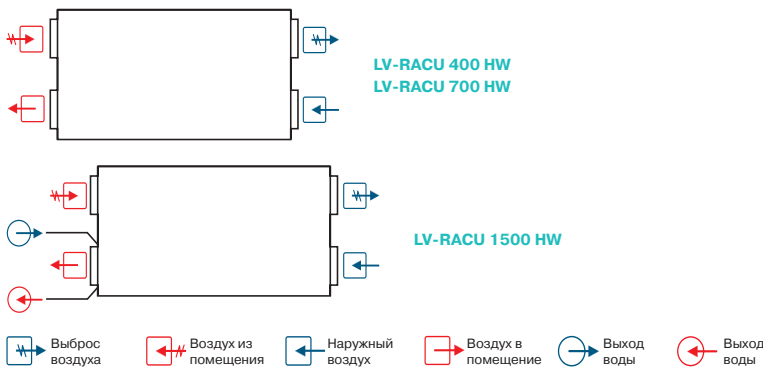 LV-RACU 400 HW
LV-RACU 700 HW
LV-RACU 1500 HW
Выброс
воздуха
Воздух из
помещения
Наружный
воздух
Воздух в
помещение
Выход
воды
Выход
воды